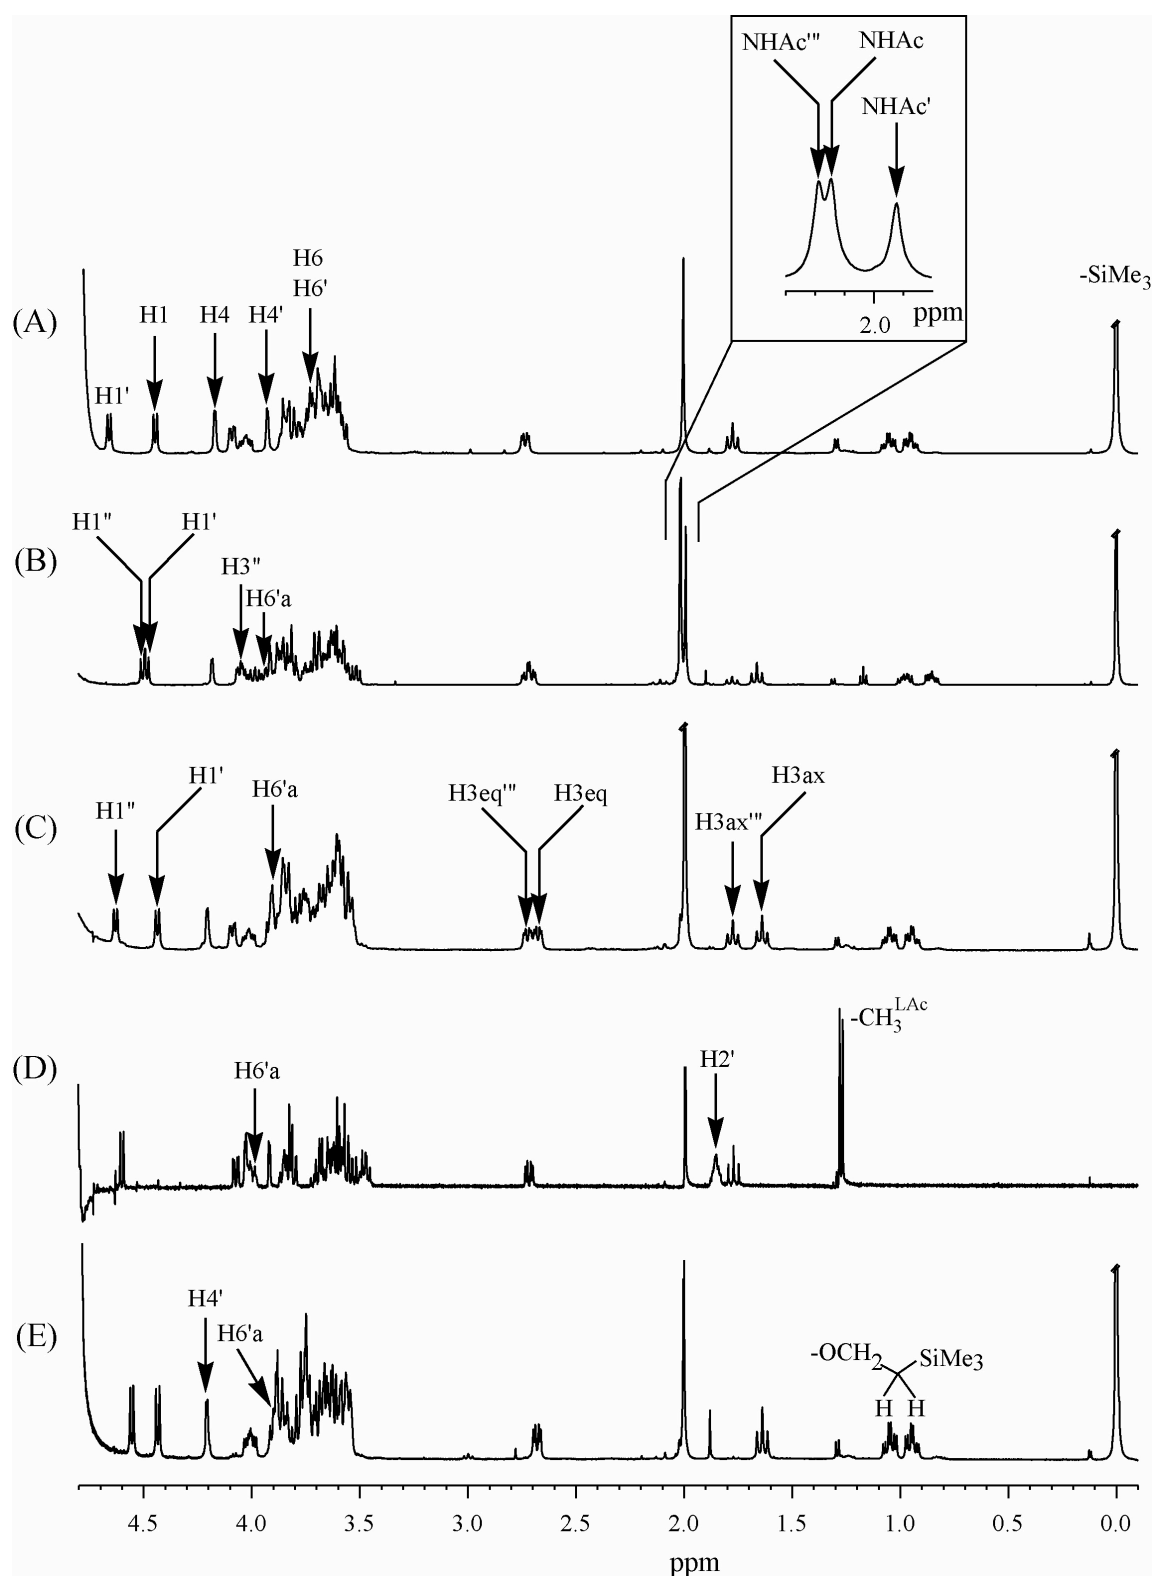 NHAc''' NHAc
NHAc'
2.0 ppm
-SiMe3
H6
H6'
(A) H1 H4 H4'
H1'
H1'' H1'
(B) H3''
H6'a
H1' H3ax
H1'' H6'a H3eq''' H3eq
(C) H3ax'''
-CH3LAc
(D) H6'a H2'
H4'
(E) H6'a -OCH2 SiMe3
H H
4.5 4.0 3.5 3.0 2.5 2.0 1.5 1.0 0.5 0.0
ppm